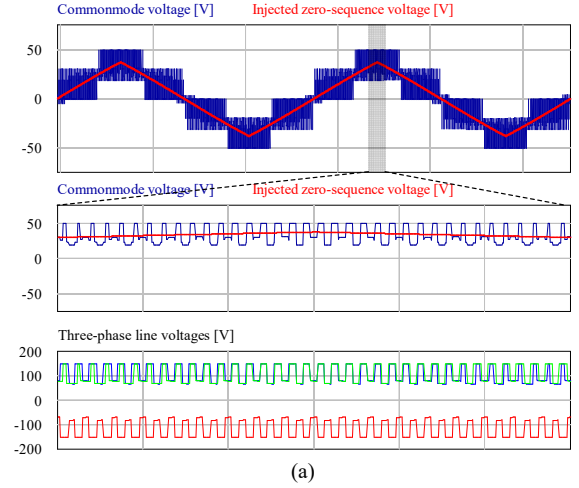 Commonmode voltage [V] Injected zero-sequence voltage [V]
50
0
-50
Commonmode voltage [V] Injected zero-sequence voltage [V]
50
0
-50
Three-phase line voltages [V]
200
100
0
-100
-200
(a)